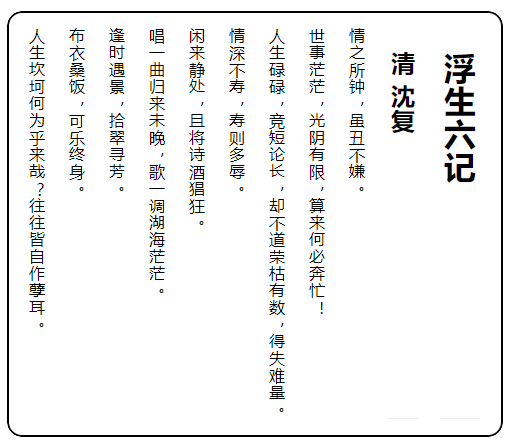 浮生六记
清 沈复
情之所钟，虽丑不嫌。
世事茫茫，光阴有限，算来何必奔忙！
人生碌碌，竞短论长，却不道荣枯有数，得失难量。
情深不寿，寿则多辱。
闲来静处，且将诗酒猖狂。
唱一曲归来未晚，歌一调湖海茫茫。
逢时遇景，拾翠寻芳。
布衣桑饭，可乐终身。
人生坎坷何为乎来哉？往往皆自作孽耳。